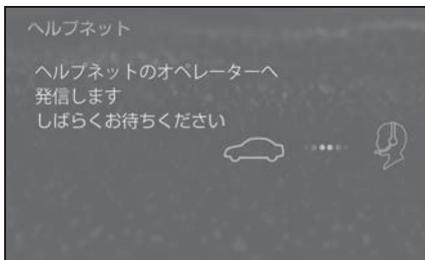 ヘルプネット
ヘルプネットのオペレーターへ
発信します
しばらくお待ちください